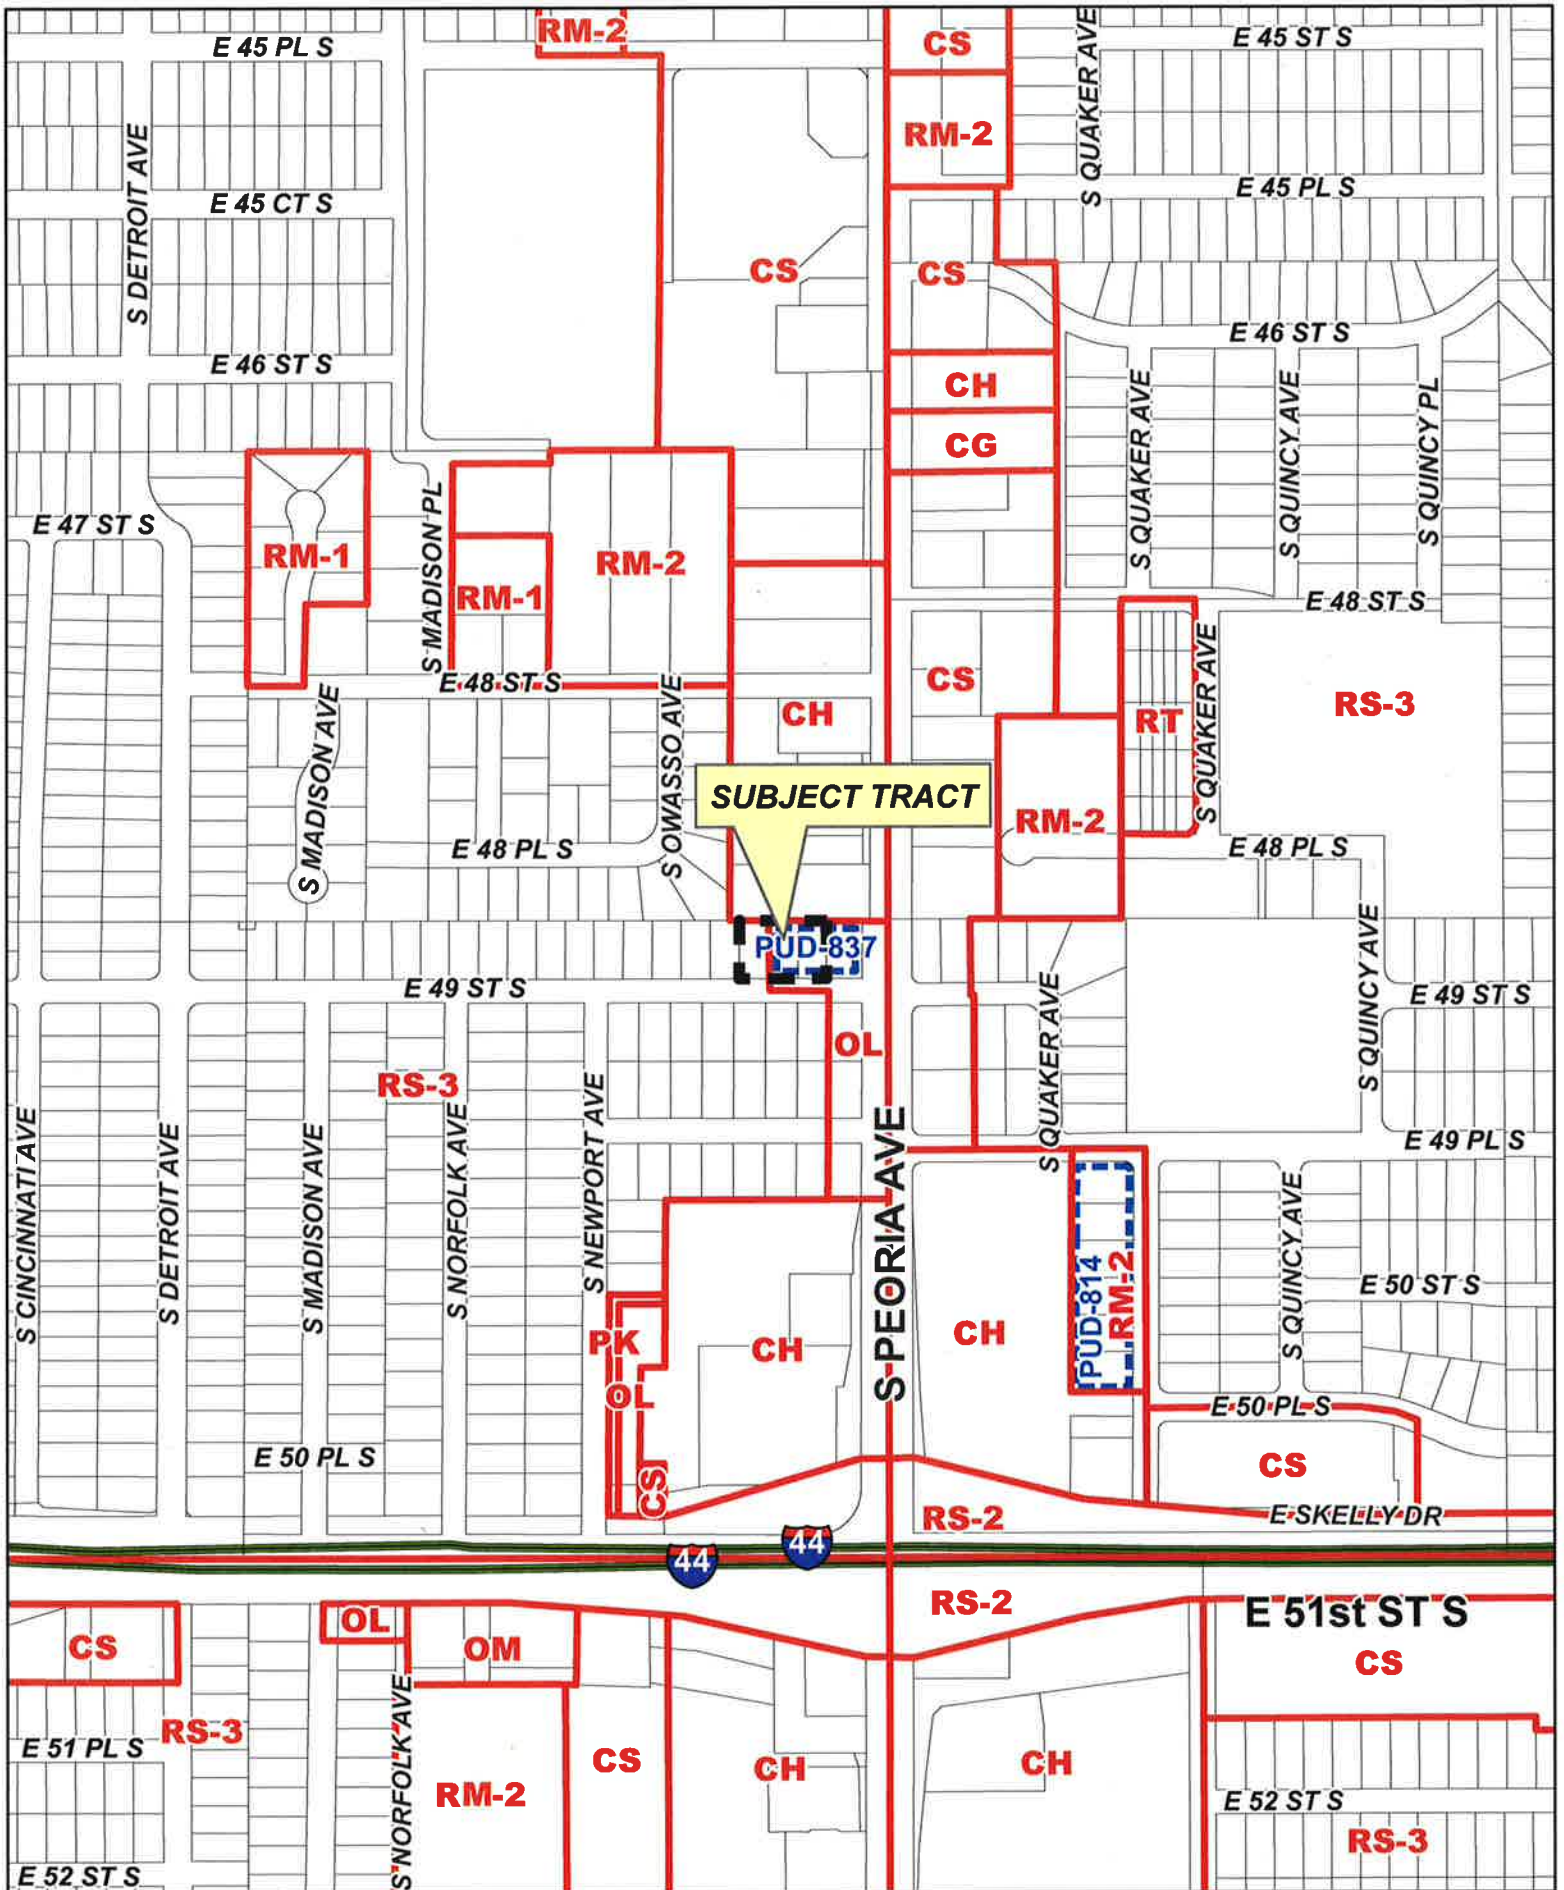 RM-2
CS
E 45 PL S
E 45 ST S
S QUAKER AVE
RM-2
S DETROIT AVE
E 45 CT S
E 45 PL S
CS
CS
E 46 ST S
E 46 ST S
CH
CG
S QUAKER AVE
S QUINCY AVE
S QUINCY PL
E 47 ST S
RM-1
S MADISON PL
RM-1
RM-2
E 48 ST S
E 48 ST S
S OWASSO AVE
CS
CH
RT
S QUAKER AVE
RS-3
S MADISON AVE
SUBJECT TRACT
RM-2
E 48 PL S
E 48 PL S
PUD-837
S QUINCY AVE
E 49 ST S
E 49 ST S
OL
S QUAKER AVE
RS-3
S CINCINNATI AVE
S DETROIT AVE
S MADISON AVE
S NORFOLK AVE
S NEWPORT AVE
S PEORIA AVE
E 49 PL S
S QUINCY AVE
PUD-814
RM-2
E 50 ST S
PK
CH
CH
OL
E 50 PL S
E 50 PL S
CS
CS
RS-2
E SKELLY DR
44
44
RS-2
E 51st ST S
CS
OL
OM
CS
RS-3
E 51 PL S
S NORFOLK AVE
RM-2
CS
CH
CH
E 52 ST S
RS-3
E 52 ST S